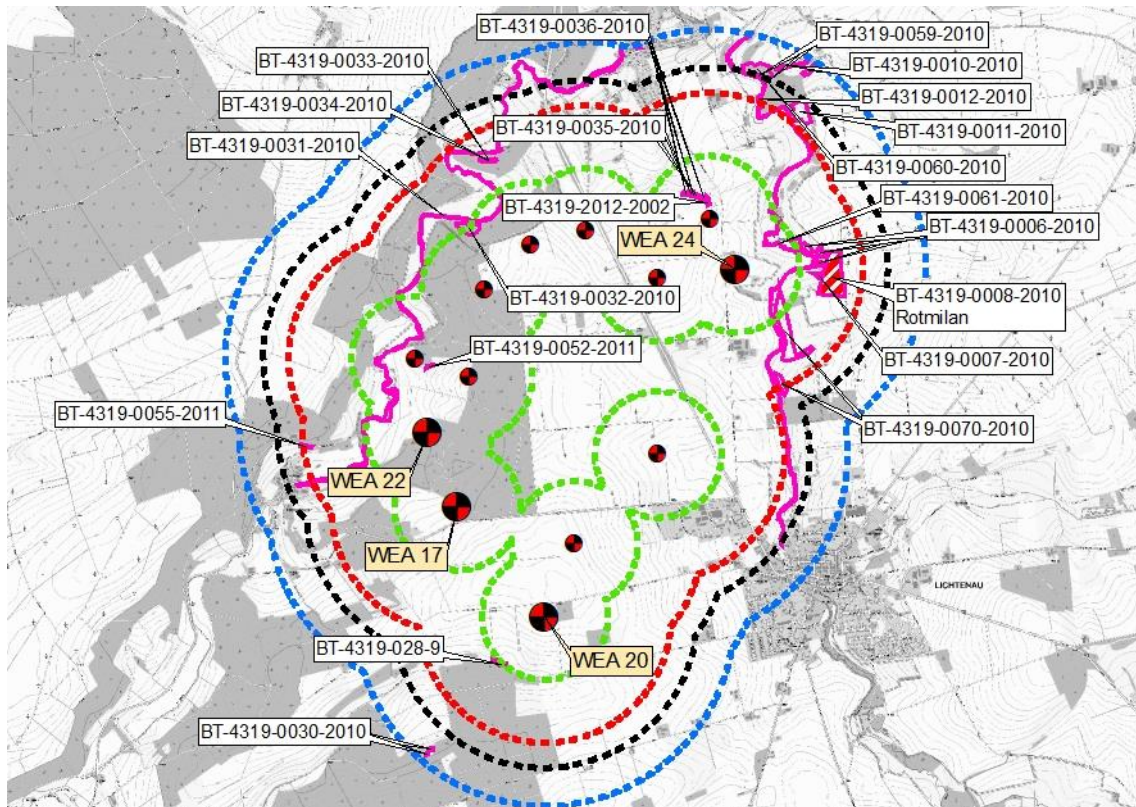 BT-4319-0036-2010
BT-4319-0059-2010
BT-4319-0033-2010
BT-4319-0010-2010
BT-4319-0034-2010
BT-4319-0012-2010
BT-4319-0035-2010
BT-4319-0011-2010
BT-4319-0031-2010
BT-4319-0060-2010
BT-4319-2012-2002
BT-4319-0061-2010
BT-4319-0006-2010
WEA 24
BT-4319-0032-2010
BT-4319-0008-2010
Rotmilan
BT-4319-0052-2011
BT-4319-0007-2010
BT-4319-0055-2011
BT-4319-0070-2010
WEA 22
WEA 17
LICHTENAU
BT-4319-028-9
WEA 20
BT-4319-0030-2010